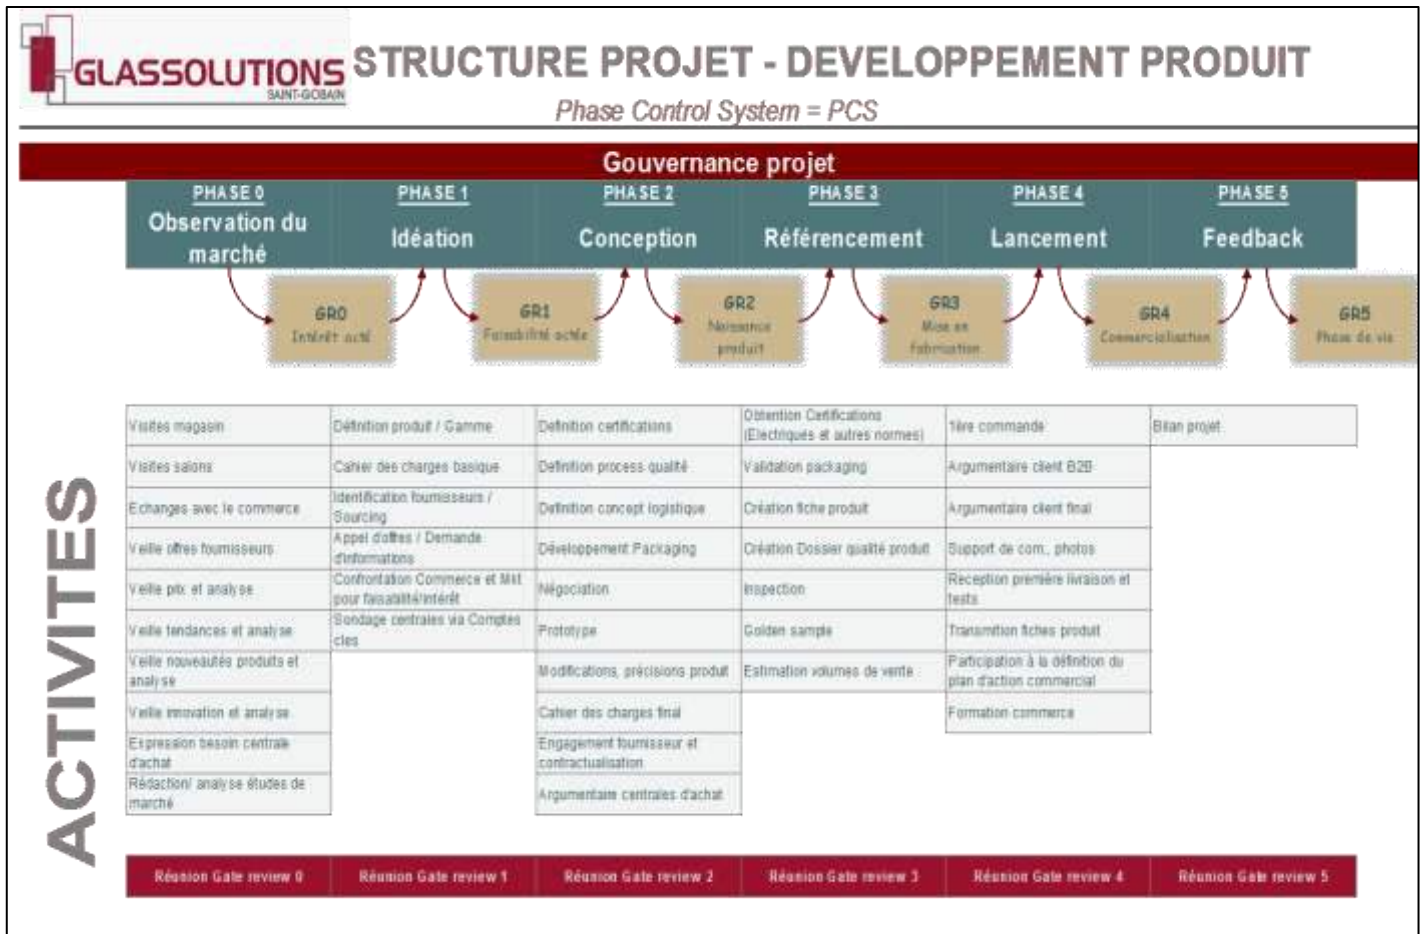 GLASSOLUTIONS
SAINT-GOBAIN
STRUCTURE PROJET - DEVELOPPEMENT PRODUIT
Phase Control System = PCS
Gouvernance projet
PHASE 0
Observation du
marché
PHASE 1
Idéation
PHASE 2
Conception
PHASE 3
Référencement
PHASE 4
Lancement
PHASE 5
Feedback
GR0
Intérêt acté
GR1
Faisabilité actée
GR2
Naissance
produit
GR3
Mise en
fabrication
GR4
Commercialisation
GR5
Phase de vie
ACTIVITES
Visites magasin
Visites salons
Echanges avec le commerce
Veille offres fournisseurs
Veille prix et analyse
Veille tendances et analyse
Veille nouveautés produits et
analyse
Veille innovation et analyse
Expression besoin centrale
d'achat
Rédaction/ analyse études de
marché
Définition produit / Gamme
Cahier des charges basique
Identification fournisseurs /
Sourcing
Appel d'offres / Demande
d'informations
Confrontation Commerce et Mkt
pour faisabilité/intérêt
Sondage centrales via Comptes
cles
Definition certifications
Definition process qualité
Definition concept logistique
Développement Packaging
Négociation
Prototype
Modifications, précisions produit
Cahier des charges final
Engagement fournisseur et
contractualisation
Argumentaire centrales d'achat
Obtention Certifications
(Electriques et autres normes)
Validation packaging
Création fiche produit
Création Dossier qualité produit
Inspection
Golden sample
Estimation volumes de vente
1ère commande
Argumentaire client B2B
Argumentaire client final
Support de com., photos
Reception première livraison et
tests
Transmition fiches produit
Participation à la définition du
plan d'action commercial
Formation commerce
Bilan projet
Réunion Gate review 0
Réunion Gate review 1
Réunion Gate review 2
Réunion Gate review 3
Réunion Gate review 4
Réunion Gate review 5